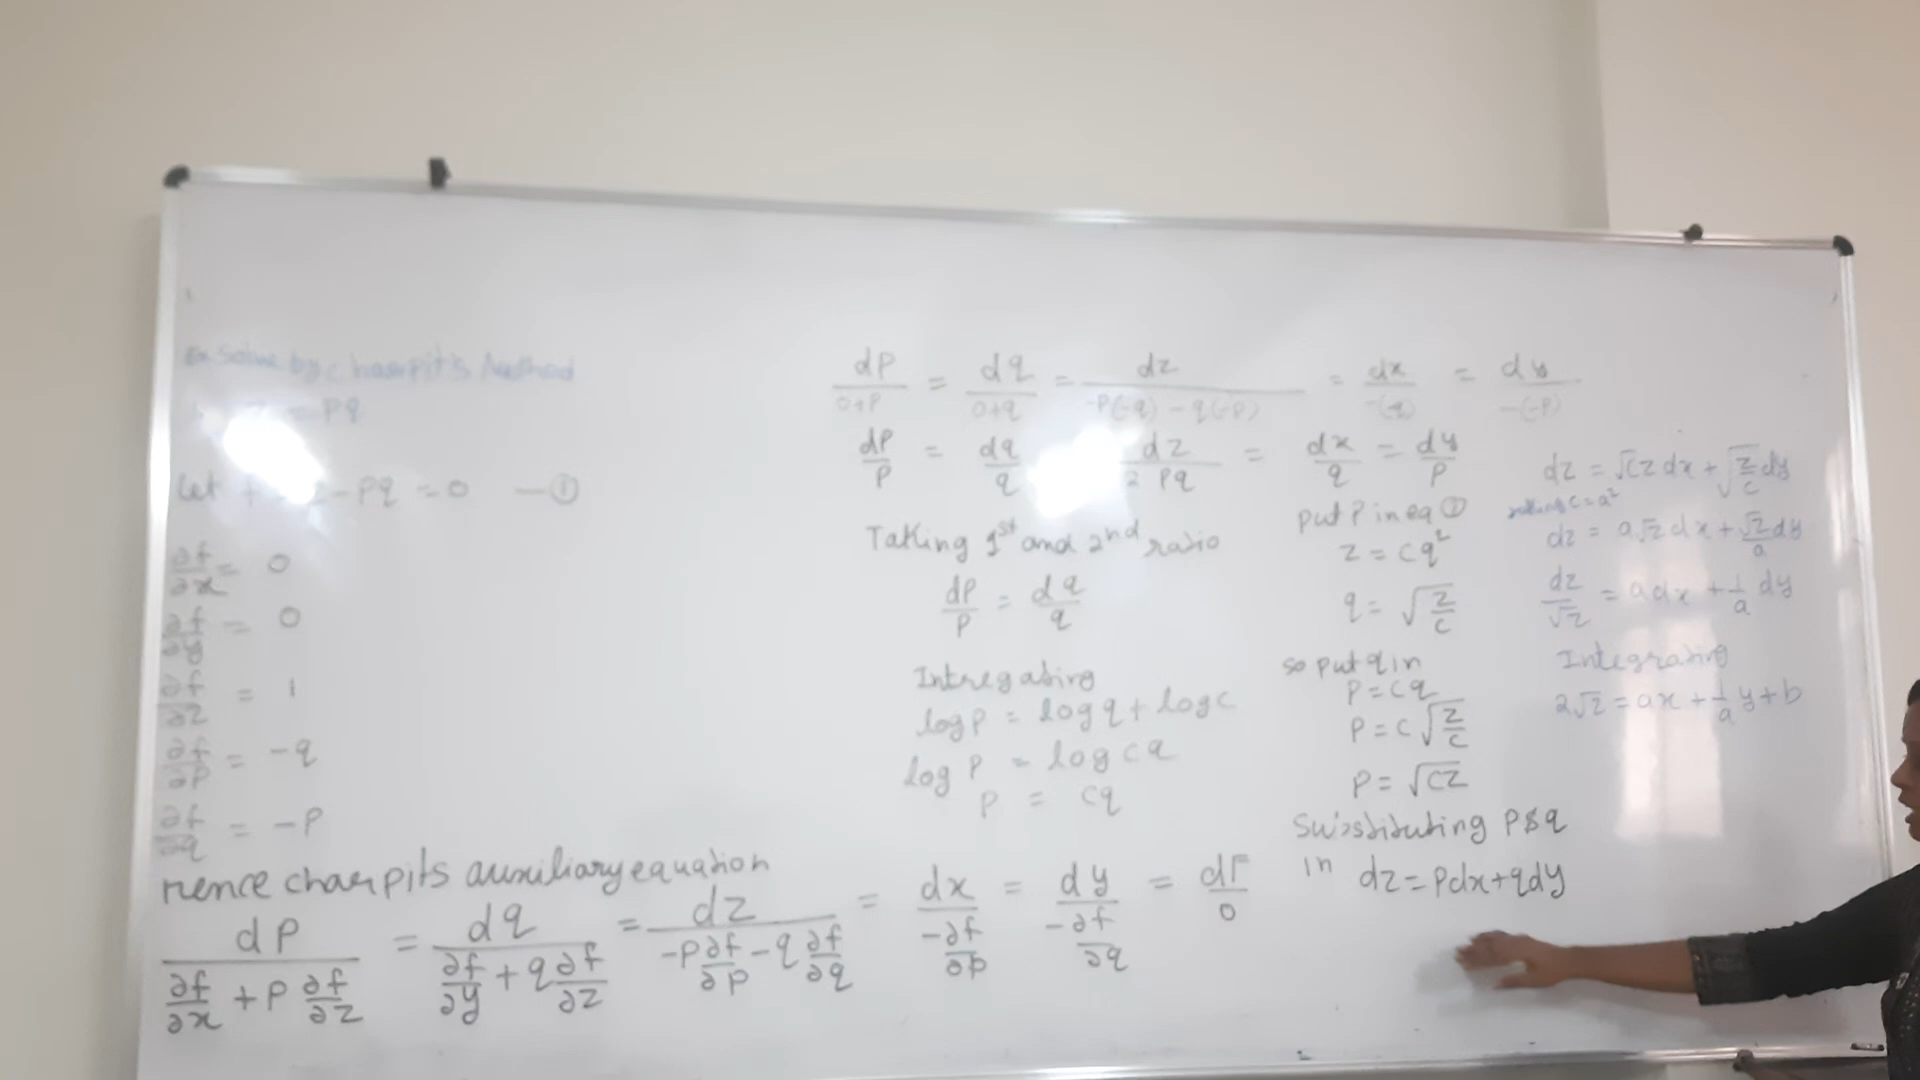 Ex Solve by charpit's Method
= pq
Let f = z - pq = 0 — ①
∂f/∂x = 0
∂f/∂y = 0
∂f/∂z = 1
∂f/∂p = -q
∂f/∂q = -p
Hence charpits auxiliary equation
dp/(∂f/∂x + p ∂f/∂z) = dq/(∂f/∂y + q ∂f/∂z) = dz/(-p ∂f/∂p - q ∂f/∂q) = dx/(-∂f/∂p) = dy/(-∂f/∂q) = dF/0
dp/(0+p) = dq/(0+q) = dz/(-p(-q) - q(-p)) = dx/(-(-q)) = dy/(-(-p))
dp/p = dq/q dz/(2pq) = dx/q = dy/p
Taking 1st and 2nd ratio
dp/p = dq/q
Intregating
log p = log q + log c
log p = log cq
p = cq
put p in eq ①
z = cq²
q = √(z/c)
so put q in
p = cq
p = c√(z/c)
p = √cz
Substituting p & q
in dz = pdx + qdy
dz = √cz dx + √(z/c) dy
c = a²
dz = a√z dx + √z/a dy
dz/√z = adx + 1/a dy
Integrating
2√z = ax + 1/a y + b